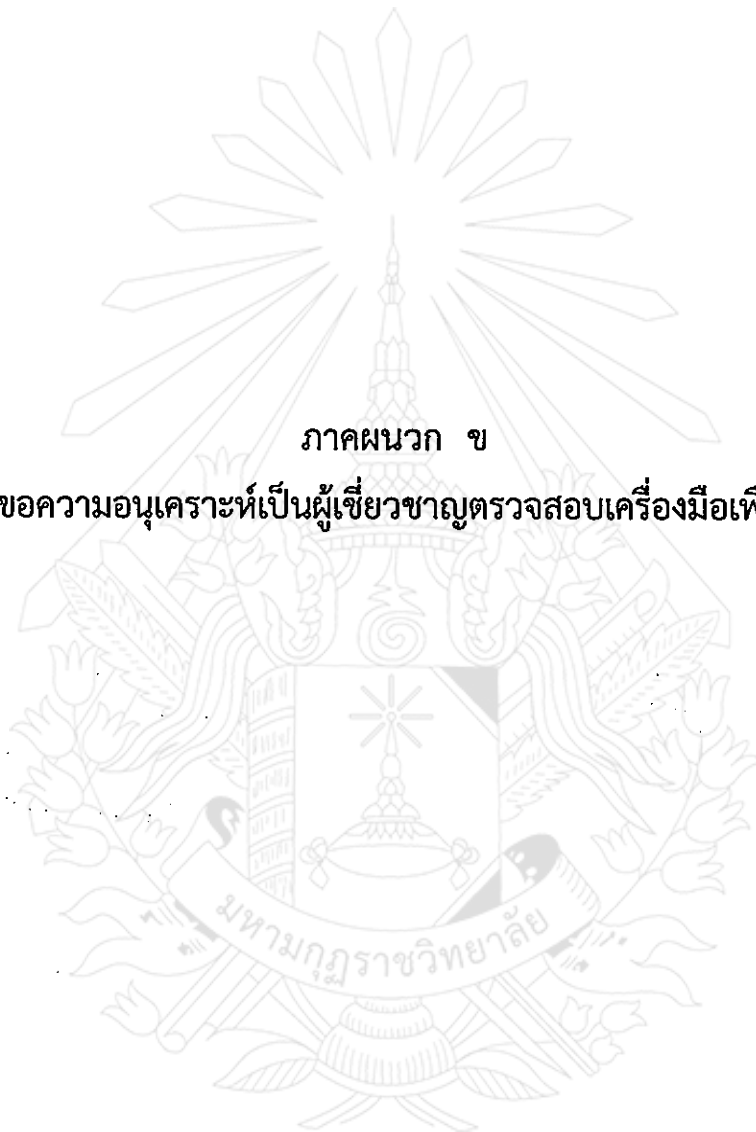 ภาคผนวก ข
ขอความอนุเคราะห์เป็นผู้เชี่ยวชาญตรวจสอบเครื่องมือเพ
มหามกุฏราชวิทยาลัย